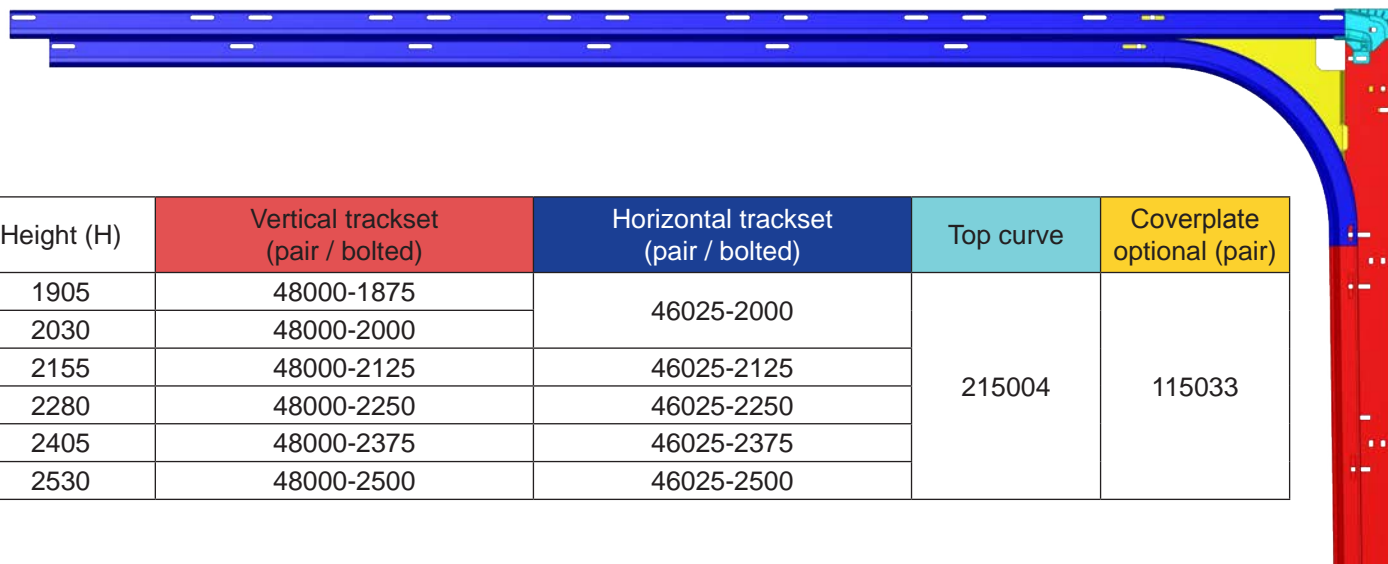 Height (H) Vertical trackset (pair / bolted) Horizontal trackset (pair / bolted) Top curve Coverplate optional (pair)
1905 48000-1875 46025-2000 215004 115033
2030 48000-2000
2155 48000-2125 46025-2125
2280 48000-2250 46025-2250
2405 48000-2375 46025-2375
2530 48000-2500 46025-2500